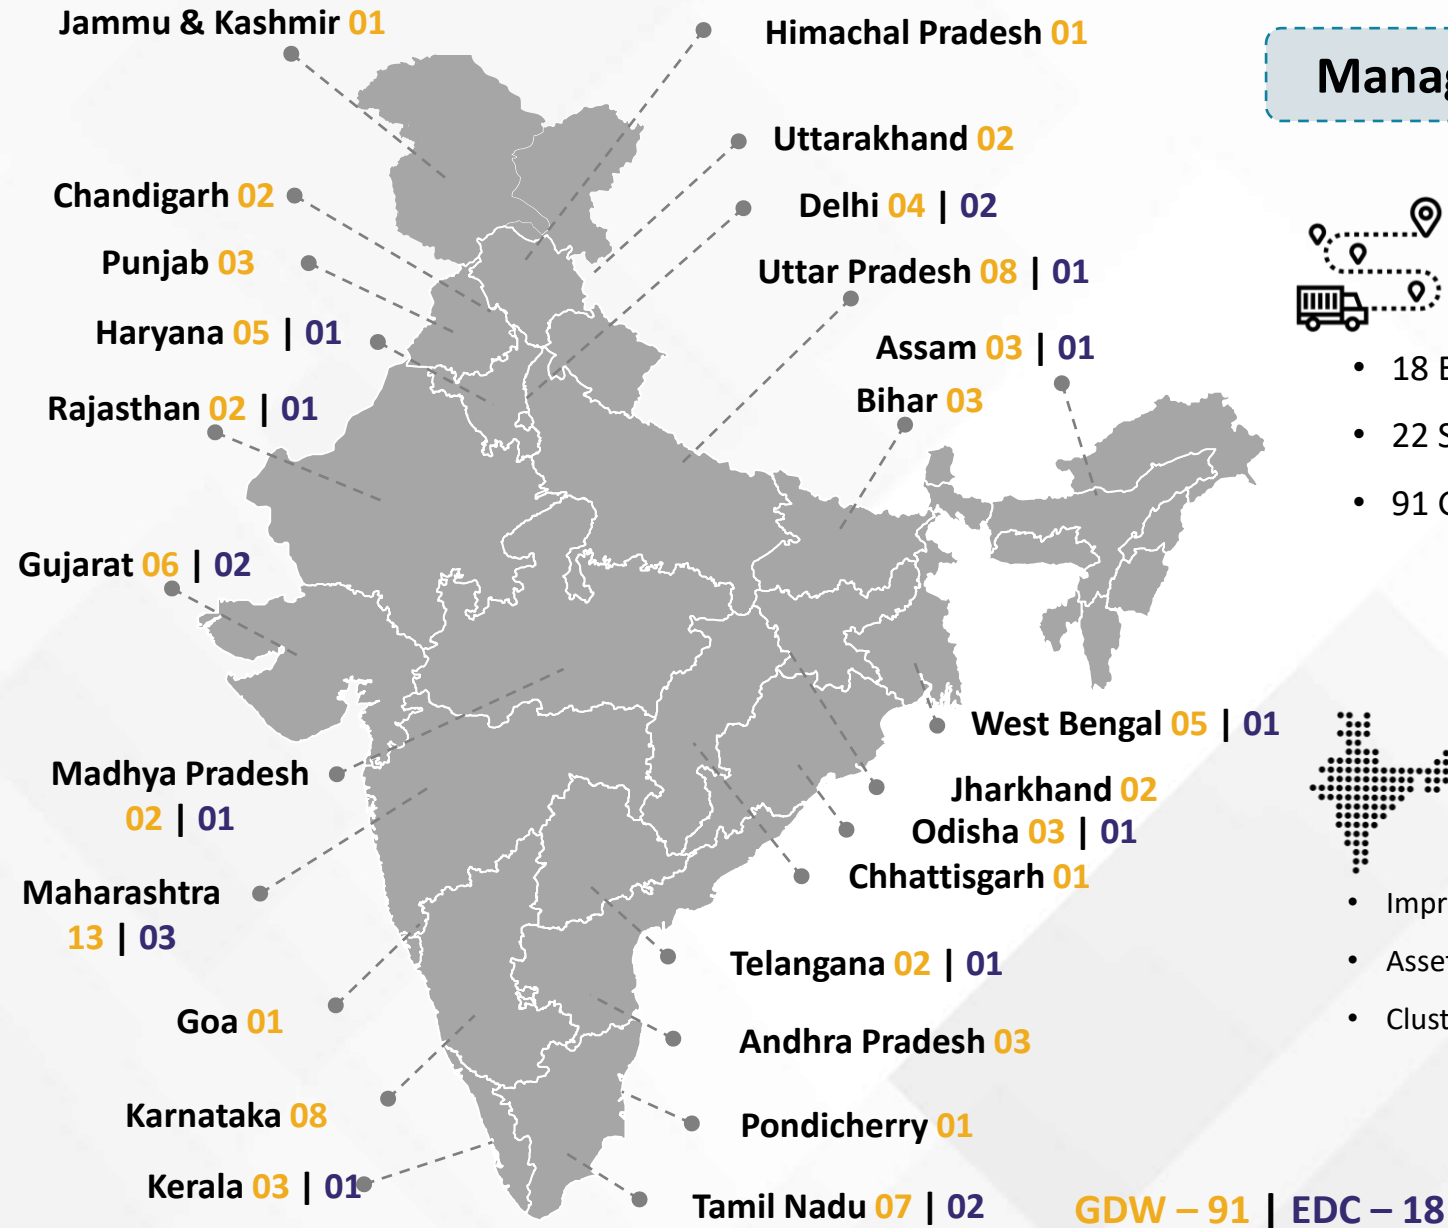 Jammu & Kashmir 01
Himachal Pradesh 01
Uttarakhand 02
Chandigarh 02
Delhi 04 | 02
Punjab 03
Uttar Pradesh 08 | 01
Haryana 05 | 01
Assam 03 | 01
Rajasthan 02 | 01
Bihar 03
Gujarat 06 | 02
West Bengal 05 | 01
Madhya Pradesh
02 | 01
Jharkhand 02
Odisha 03 | 01
Chhattisgarh 01
Maharashtra
13 | 03
Telangana 02 | 01
Goa 01
Andhra Pradesh 03
Karnataka 08
Pondicherry 01
Kerala 03 | 01
Tamil Nadu 07 | 02
GDW – 91 | EDC – 18
Manag
• 18 E
• 22 S
• 91
• Impr
• Asse
• Clust